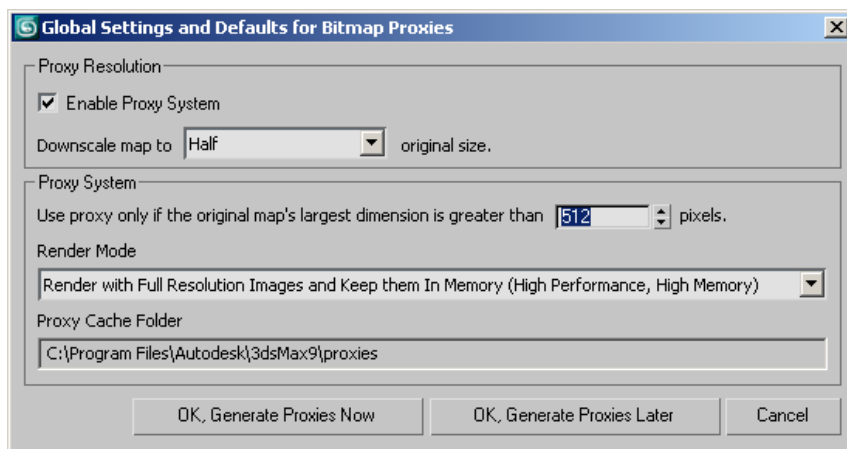 Global Settings and Defaults for Bitmap Proxies
Proxy Resolution
Enable Proxy System
Downscale map to Half original size.
Proxy System
Use proxy only if the original map's largest dimension is greater than 512 pixels.
Render Mode
Render with Full Resolution Images and Keep them In Memory (High Performance, High Memory)
Proxy Cache Folder
C:\Program Files\Autodesk\3dsMax9\proxies
OK, Generate Proxies Now OK, Generate Proxies Later Cancel